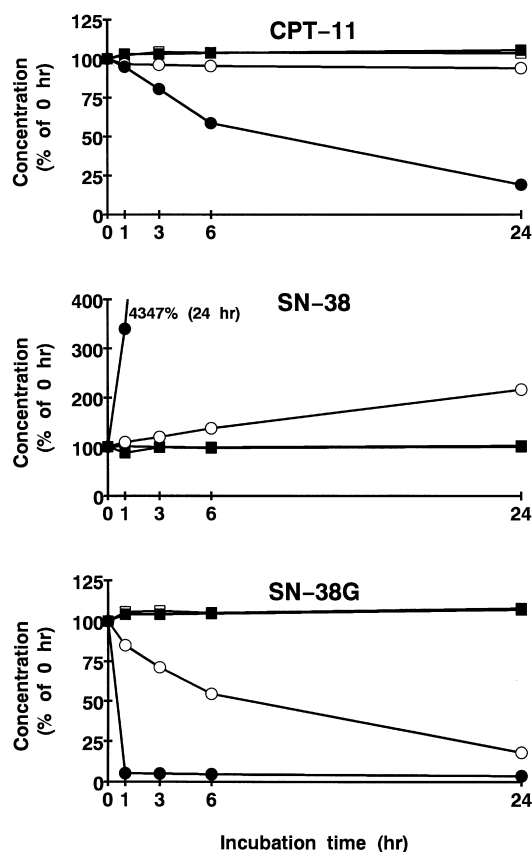 CPT-11
125
100
75
50
25
0
Concentration
(% of 0 hr)
0 1 3 6 24
SN-38
4347% (24 hr)
400
300
200
100
0
Concentration
(% of 0 hr)
0 1 3 6 24
SN-38G
125
100
75
50
25
0
Concentration
(% of 0 hr)
0 1 3 6 24
Incubation time (hr)